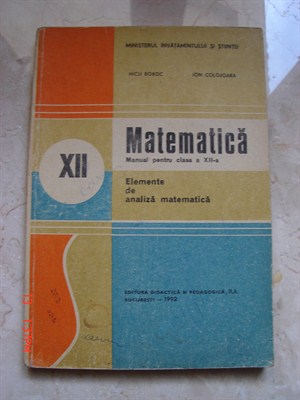 MINISTERUL ÎNVĂȚĂMÎNTULUI ȘI ȘTIINȚEI
NICU BOBOC ION COLOJOARĂ
XII
Matematică
Manual pentru clasa a XII-a
Elemente
de
analiză matematică
EDITURA DIDACTICĂ ȘI PEDAGOGICĂ, R.A.
BUCUREȘTI — 1992